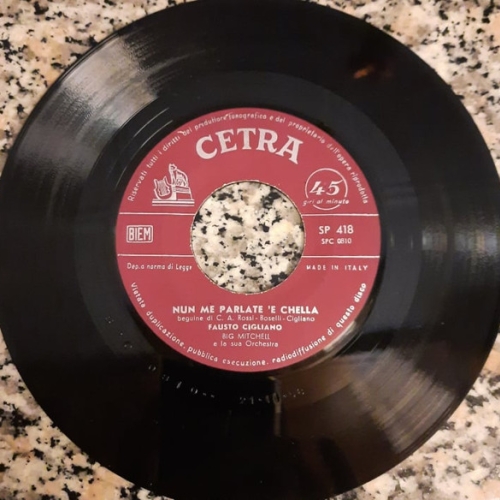 Riservati tutti i diritti del produttore fonografico e del proprietario dell'opera riprodotta
CETRA
45
giri al minuto
BIEM
SP 418
SPC 0810
Dep. a norma di Legge
MADE IN ITALY
NUN ME PARLATE 'E CHELLA
beguine di C. A. Rossi - Roselli - Cigliano
FAUSTO CIGLIANO
BIG MITCHELL
e la sua Orchestra
Vietate duplicazione, pubblica esecuzione, radiodiffusione di questo disco